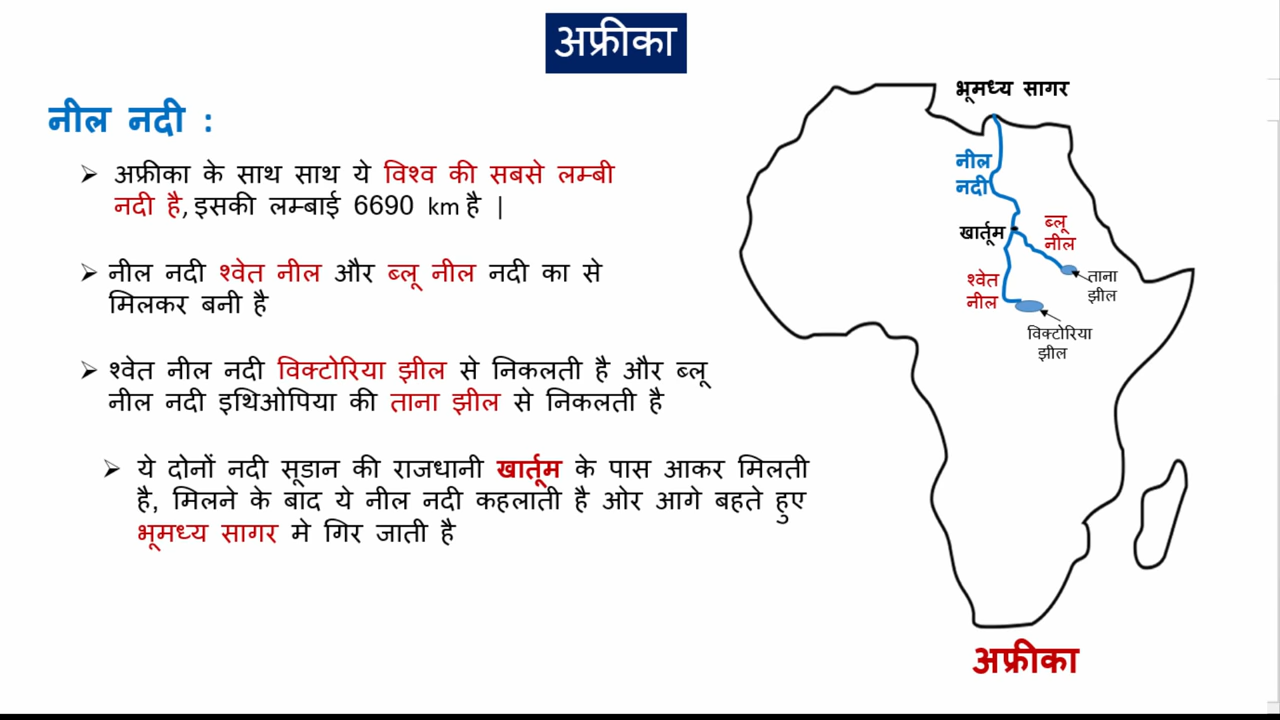 अफ्रीका
नील नदी :
अफ्रीका के साथ साथ ये विश्व की सबसे लम्बी
नदी है, इसकी लम्बाई 6690 km है |
नील नदी श्वेत नील और ब्लू नील नदी का से
मिलकर बनी है
श्वेत नील नदी विक्टोरिया झील से निकलती है और ब्लू
नील नदी इथिओपिया की ताना झील से निकलती है
ये दोनों नदी सूडान की राजधानी खार्तूम के पास आकर मिलती
है, मिलने के बाद ये नील नदी कहलाती है ओर आगे बहते हुए
भूमध्य सागर मे गिर जाती है
भूमध्य सागर
नील
नदी
खार्तूम
ब्लू
नील
श्वेत
नील
ताना
झील
विक्टोरिया
झील
अफ्रीका